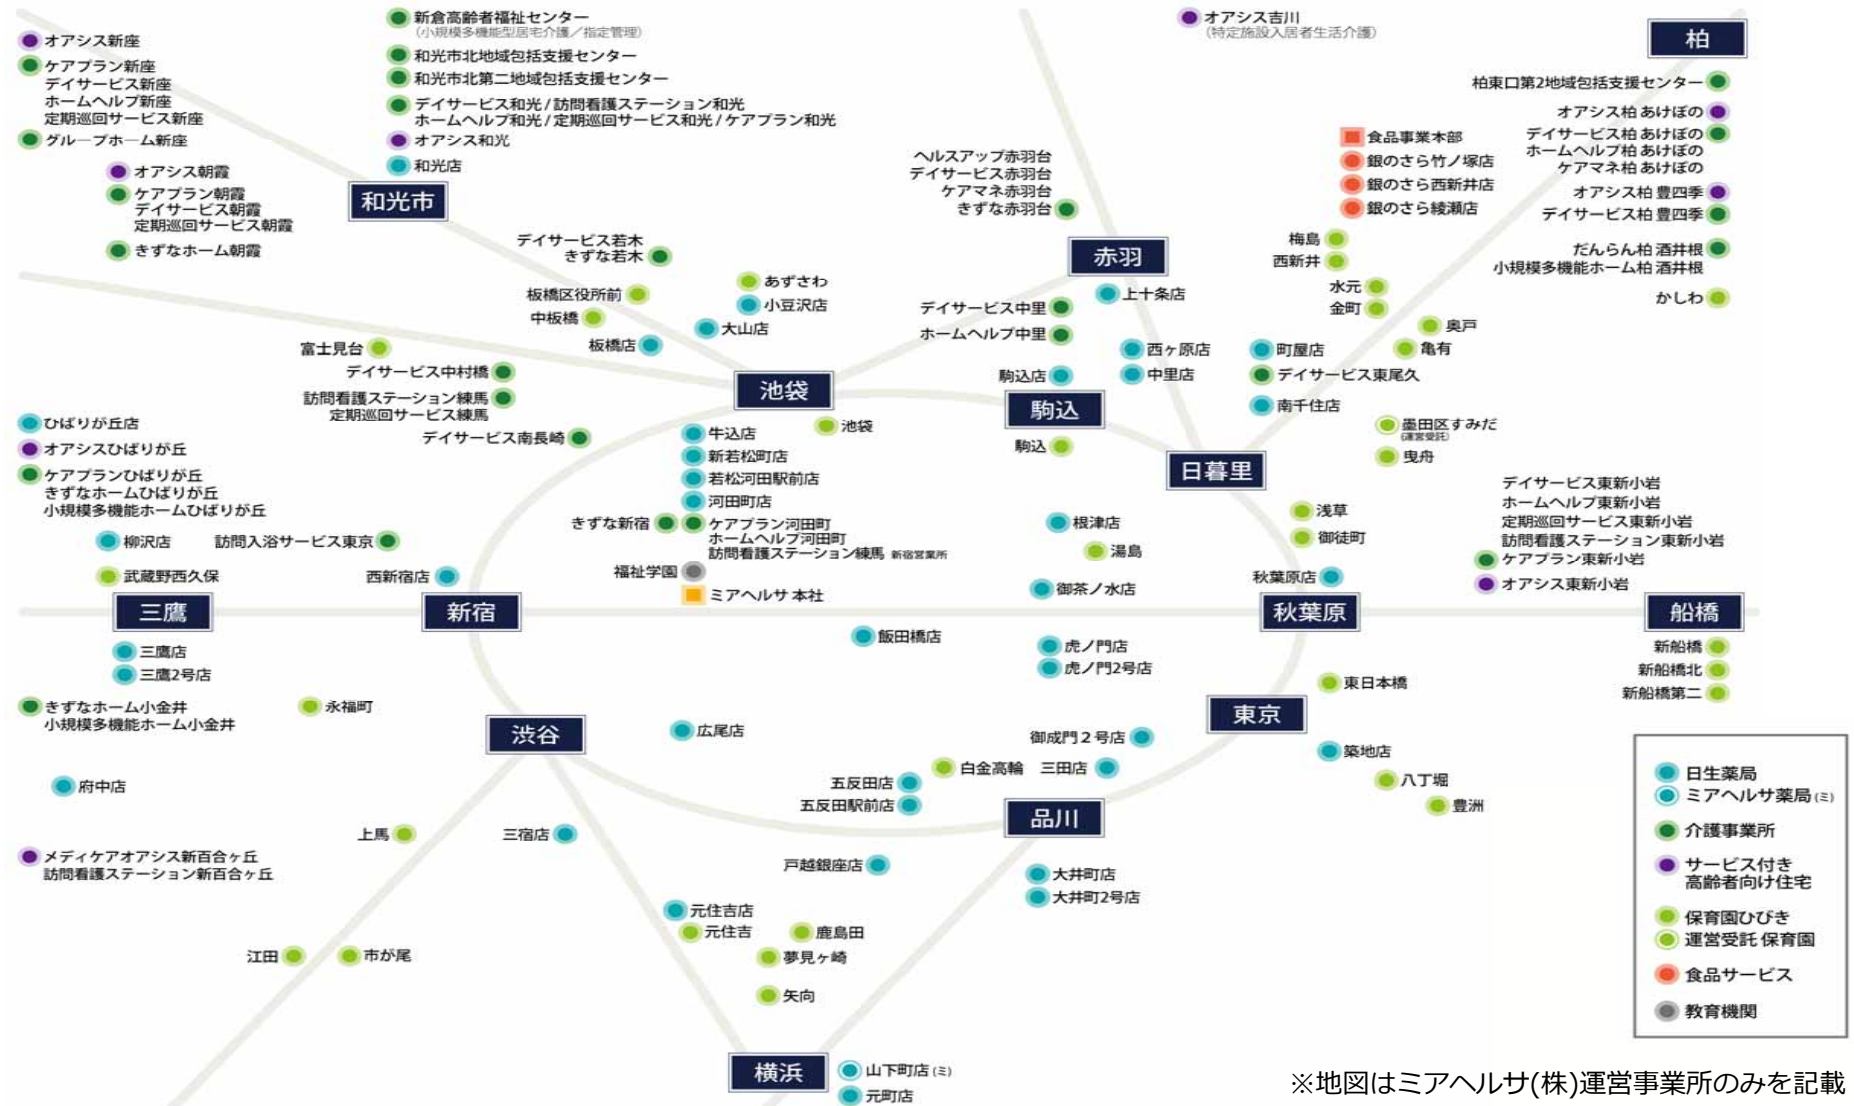 オアシス新座
ケアプラン新座
デイサービス新座
ホームヘルプ新座
定期巡回サービス新座
グループホーム新座
オアシス朝霞
ケアプラン朝霞
デイサービス朝霞
定期巡回サービス朝霞
きずなホーム朝霞
新倉高齢者福祉センター
(小規模多機能型居宅介護/指定管理)
和光市北地域包括支援センター
和光市北第二地域包括支援センター
デイサービス和光 / 訪問看護ステーション和光
ホームヘルプ和光 / 定期巡回サービス和光 / ケアプラン和光
オアシス和光
和光店
和光市
オアシス吉川
(特定施設入居者生活介護)
柏
柏東口第2地域包括支援センター
オアシス柏 あけぼの
デイサービス柏 あけぼの
ホームヘルプ柏 あけぼの
ケアマネ柏 あけぼの
オアシス柏 豊四季
デイサービス柏 豊四季
だんらん柏 酒井根
小規模多機能ホーム柏 酒井根
かしわ
食品事業本部
銀のさら竹ノ塚店
銀のさら西新井店
銀のさら綾瀬店
梅島
西新井
水元
金町
奥戸
亀有
ヘルスアップ赤羽台
デイサービス赤羽台
ケアマネ赤羽台
きずな赤羽台
赤羽
上十条店
デイサービス中里
ホームヘルプ中里
西ヶ原店
中里店
駒込店
駒込
駒込
町屋店
デイサービス東尾久
南千住店
墨田区すみだ
(運営受託)
曳舟
日暮里
デイサービス若木
きずな若木
あずさわ
小豆沢店
板橋区役所前
中板橋
大山店
板橋店
富士見台
デイサービス中村橋
訪問看護ステーション練馬
定期巡回サービス練馬
デイサービス南長崎
池袋
池袋
牛込店
新若松町店
若松河田駅前店
河田町店
きずな新宿
ケアプラン河田町
ホームヘルプ河田町
訪問看護ステーション練馬 新宿営業所
福祉学園
ミアヘルサ 本社
ひばりが丘店
オアシスひばりが丘
ケアプランひばりが丘
きずなホームひばりが丘
小規模多機能ホームひばりが丘
柳沢店
訪問入浴サービス東京
武蔵野西久保
西新宿店
三鷹
新宿
根津店
湯島
御茶ノ水店
浅草
御徒町
秋葉原店
秋葉原
デイサービス東新小岩
ホームヘルプ東新小岩
定期巡回サービス東新小岩
訪問看護ステーション東新小岩
ケアプラン東新小岩
オアシス東新小岩
船橋
新船橋
新船橋北
新船橋第二
三鷹店
三鷹2号店
きずなホーム小金井
小規模多機能ホーム小金井
永福町
飯田橋店
虎ノ門店
虎ノ門2号店
東日本橋
東京
渋谷
広尾店
御成門2号店
白金高輪
三田店
築地店
八丁堀
豊洲
五反田店
五反田駅前店
品川
府中店
上馬
三宿店
メディケアオアシス新百合ヶ丘
訪問看護ステーション新百合ヶ丘
戸越銀座店
大井町店
大井町2号店
元住吉店
元住吉
鹿島田
夢見ヶ崎
矢向
江田
市が尾
横浜
山下町店 (ミ)
元町店
日生薬局
ミアヘルサ薬局 (ミ)
介護事業所
サービス付き
高齢者向け住宅
保育園ひびき
運営受託 保育園
食品サービス
教育機関
※地図はミアヘルサ(株)運営事業所のみを記載